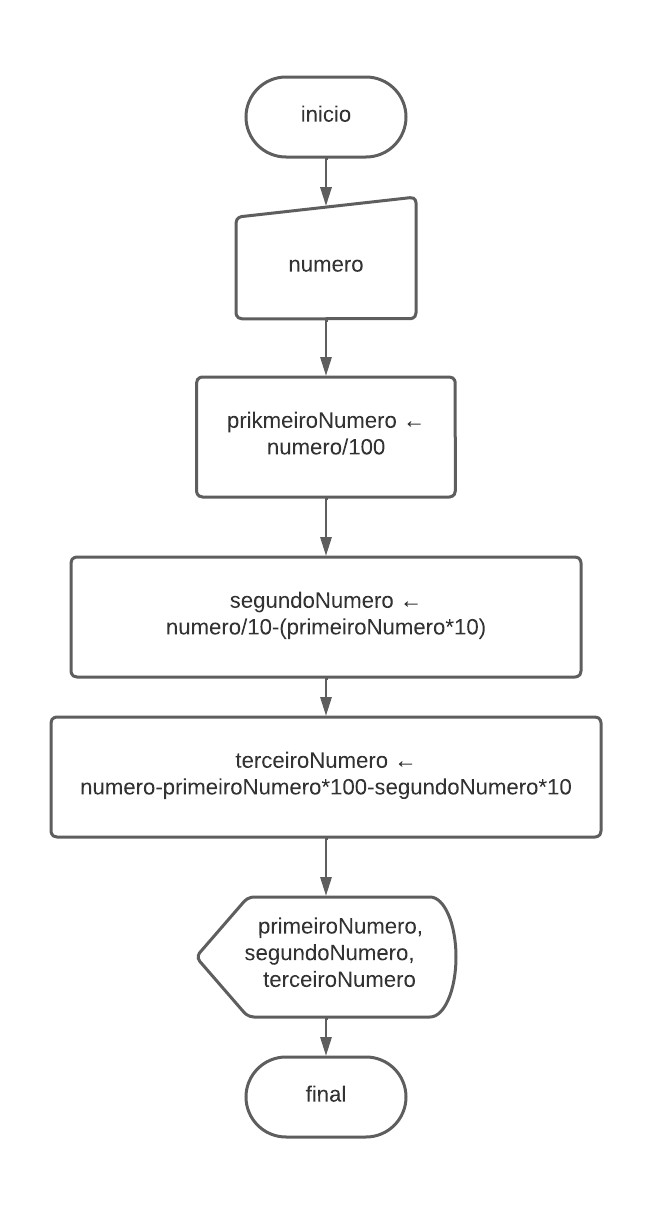 inicio
numero
prikmeiroNumero ←
numero/100
segundoNumero ←
numero/10-(primeiroNumero*10)
terceiroNumero ←
numero-primeiroNumero*100-segundoNumero*10
primeiroNumero,
segundoNumero,
terceiroNumero
final